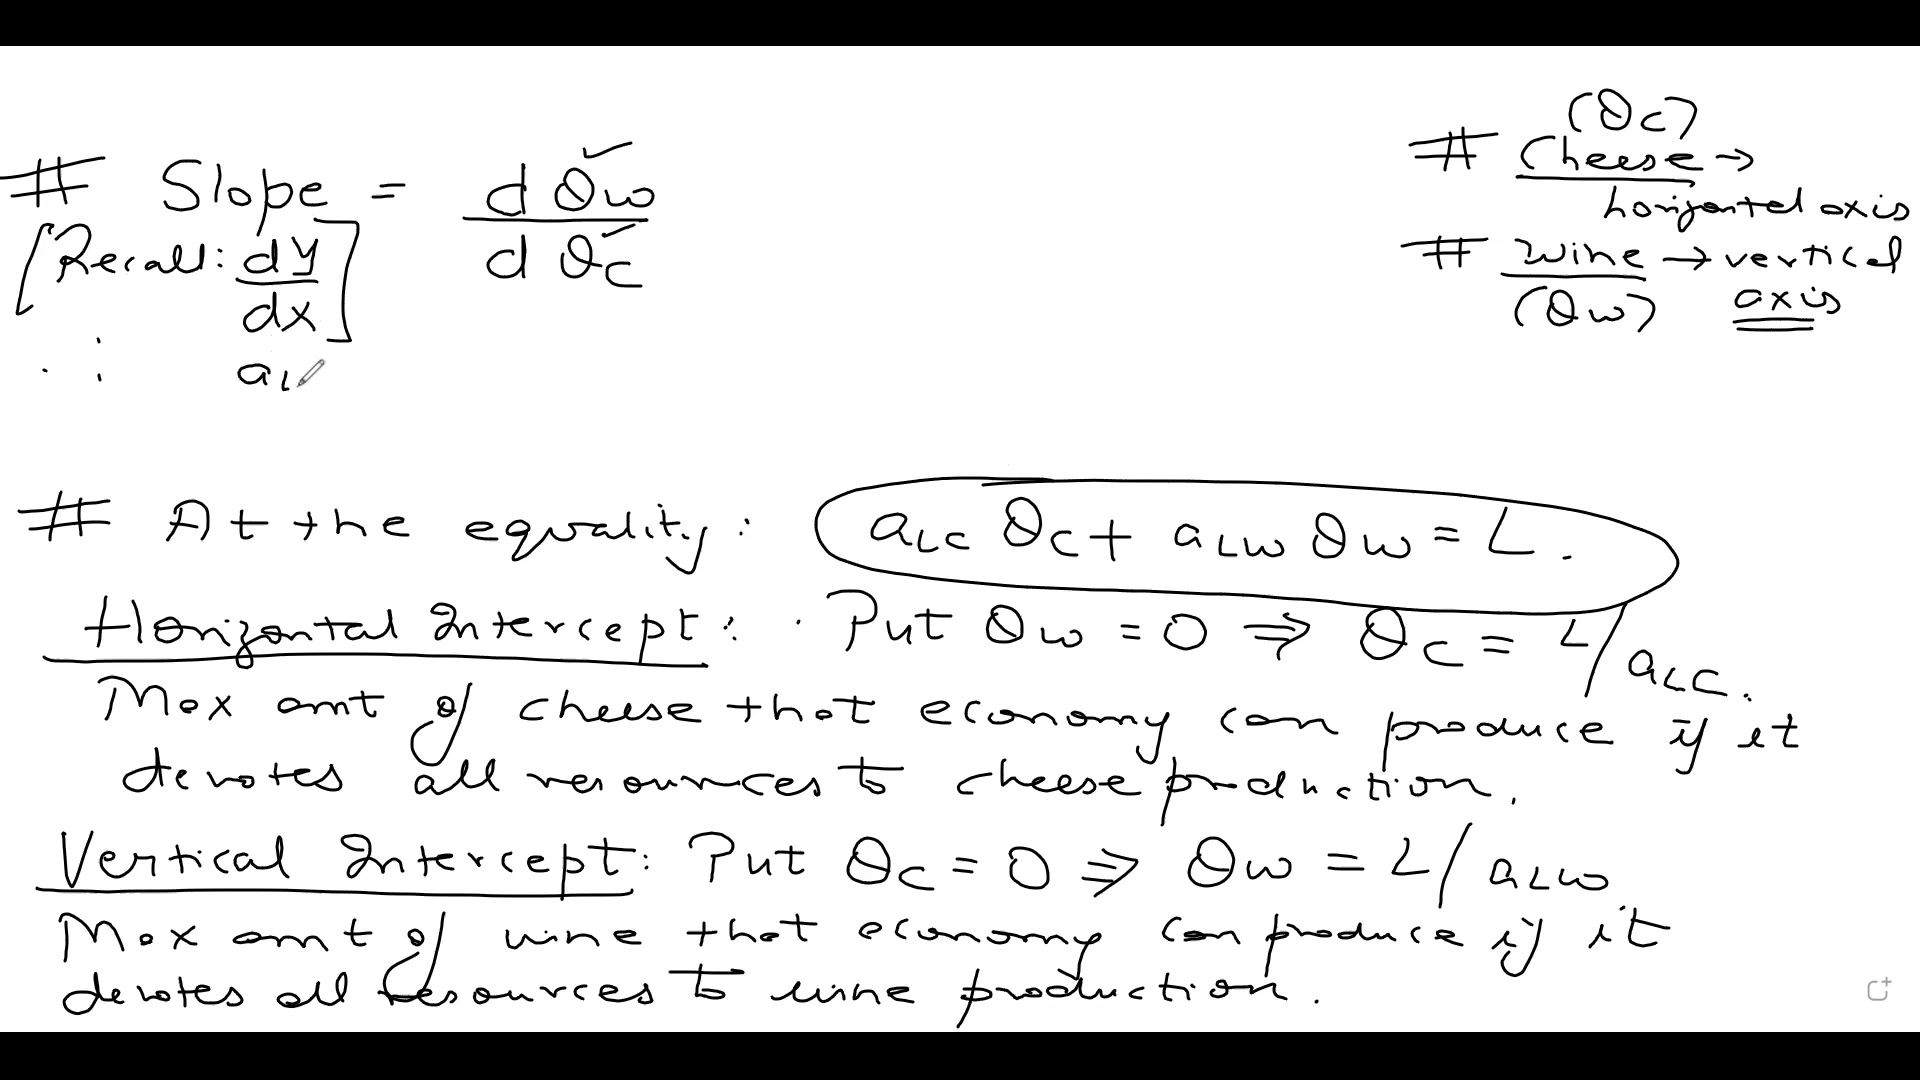 # Slope = dQw / dQc
[Recall: dy/dx]
∴ aL
(Qc)
# Cheese → horizontal axis
# Wine → vertical axis
(Qw)
# At the equality: aLC QC + aLW QW = L.
Horizontal Intercept: Put Qw = 0 ⇒ QC = L/aLC.
Max amt of cheese that economy can produce if it
devotes all resources to cheese production.
Vertical Intercept: Put QC = 0 ⇒ Qw = L/aLW.
Max amt of wine that economy can produce if it
devotes all resources to wine production.